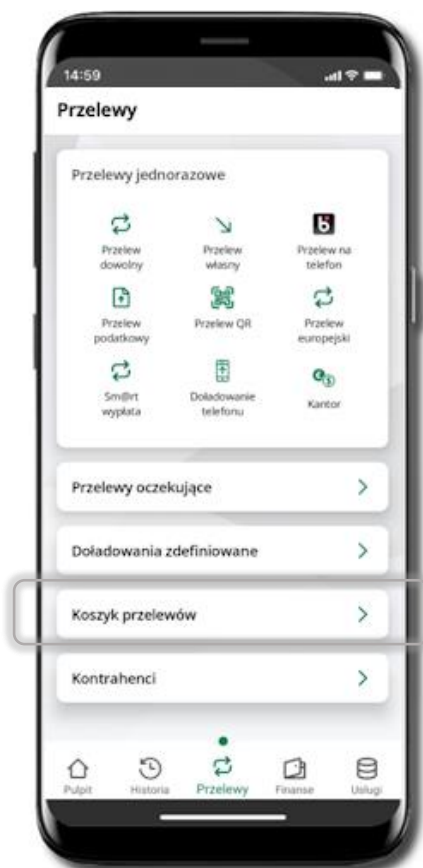 14:59
Przelewy
Przelewy jednorazowe
Przelew
dowolny
Przelew
własny
Przelew na
telefon
Przelew
podatkowy
Przelew QR
Przelew
europejski
Sm@rt
wypłata
Doładowanie
telefonu
Kantor
Przelewy oczekujące
Doładowania zdefiniowane
Koszyk przelewów
Kontrahenci
Pulpit
Historia
Przelewy
Finanse
Usługi